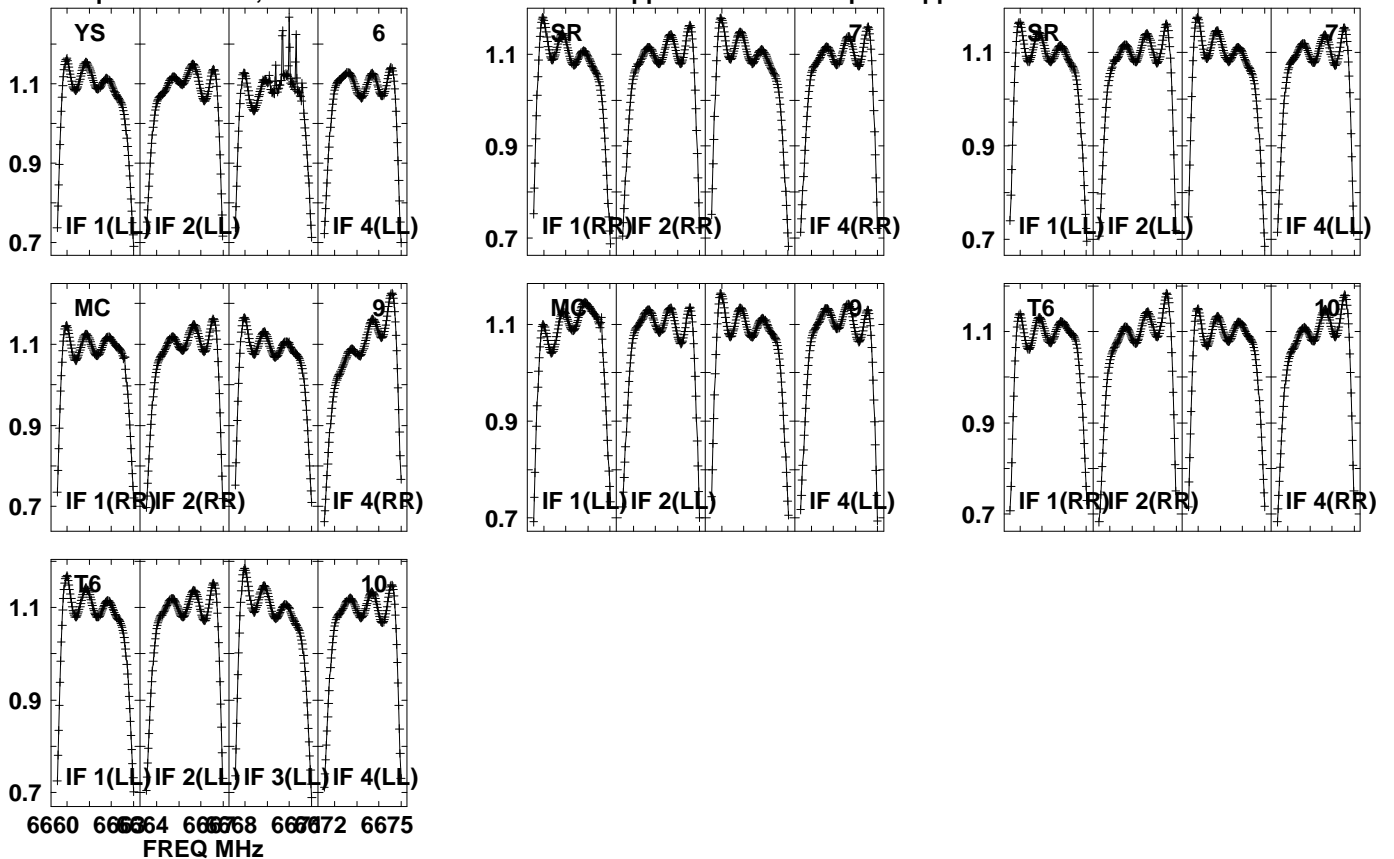 YS 6
1.1
0.9
0.7
IF 1(LL) IF 2(LL) IF 4(LL)
SR 7
1.1
0.9
0.7
IF 1(RR) IF 2(RR) IF 4(RR)
SR 7
1.1
0.9
0.7
IF 1(LL) IF 2(LL) IF 4(LL)
MC 9
1.1
0.9
0.7
IF 1(RR) IF 2(RR) IF 4(RR)
MC 9
1.1
0.9
0.7
IF 1(LL) IF 2(LL) IF 4(LL)
T6 10
1.1
0.9
0.7
IF 1(RR) IF 2(RR) IF 4(RR)
T6 10
1.1
0.9
0.7
IF 1(LL) IF 2(LL) IF 3(LL) IF 4(LL)
6660 6663 6664 6667 6668 6671 6672 6675
FREQ MHz